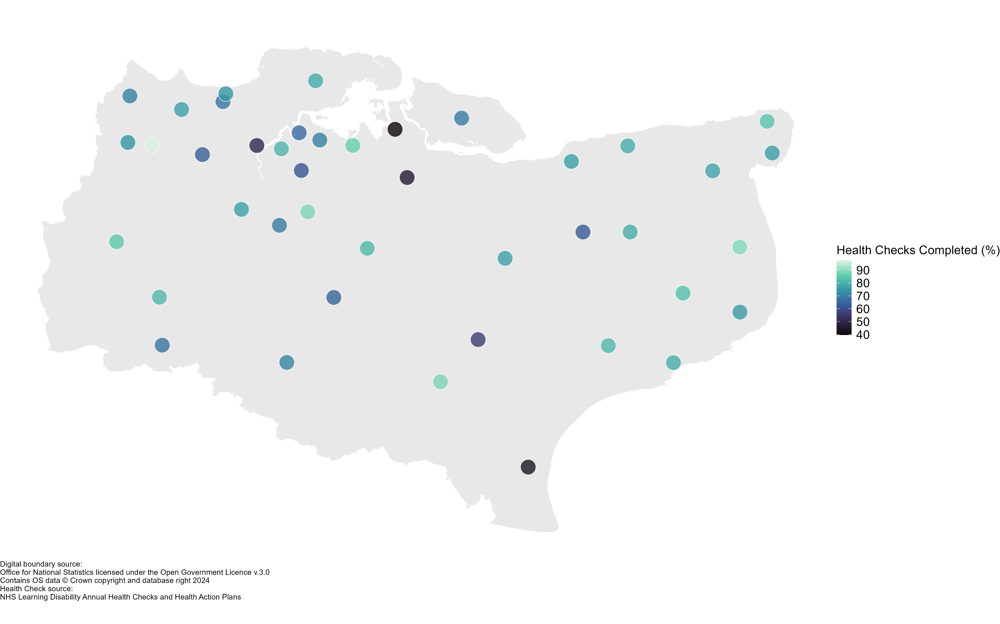 Health Checks Completed (%)
90
80
70
60
50
40
Digital boundary source:
Office for National Statistics licensed under the Open Government Licence v.3.0
Contains OS data © Crown copyright and database right 2024
Health Check source:
NHS Learning Disability Annual Health Checks and Health Action Plans